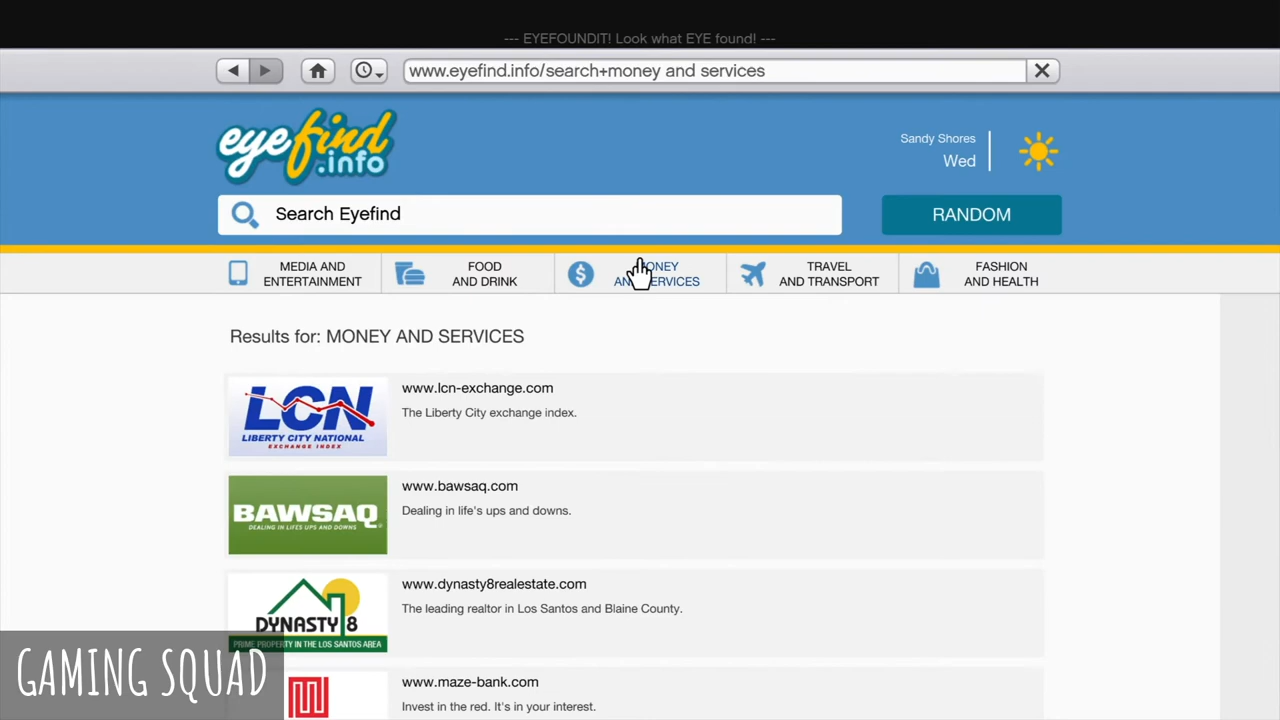 --- EYEFOUNDIT! Look what EYE found! ---
www.eyefind.info/search+money and services
eyefind
.info
Sandy Shores
Wed
Search Eyefind
RANDOM
MEDIA AND
ENTERTAINMENT
FOOD
AND DRINK
MONEY
AND SERVICES
TRAVEL
AND TRANSPORT
FASHION
AND HEALTH
Results for: MONEY AND SERVICES
LCN
LIBERTY CITY NATIONAL
EXCHANGE INDEX
www.lcn-exchange.com
The Liberty City exchange index.
BAWSAQ
DEALING IN LIFES UPS AND DOWNS
www.bawsaq.com
Dealing in life's ups and downs.
DYNASTY 8
PRIME PROPERTY IN THE LOS SANTOS AREA
www.dynasty8realestate.com
The leading realtor in Los Santos and Blaine County.
www.maze-bank.com
Invest in the red. It's in your interest.
GAMING SQUAD